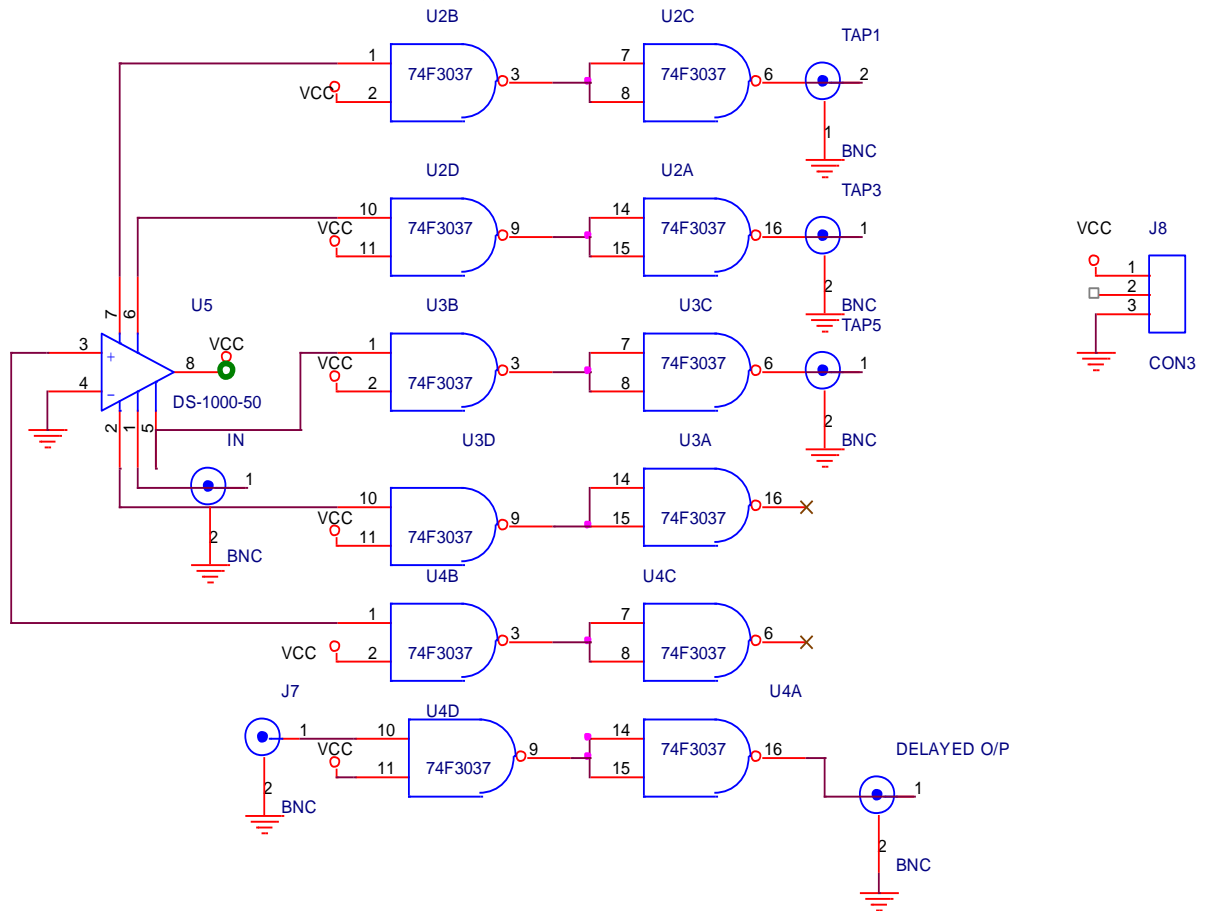 U2B U2C
TAP1
1 7
74F3037 3 74F3037 6 2
VCC 2 8
1
BNC
U2D U2A
TAP3
10 14
VCC 74F3037 9 74F3037 16 1
11 15
2
BNC
VCC J8
1
2
3
CON3
U5
7 6
U3B U3C
TAP5
3 + VCC
8
4 -
DS-1000-50
2 1 5
1 7
VCC 74F3037 3 74F3037 6 1
2 8
2
BNC
IN
1
2
BNC
U3D U3A
10 14
VCC 74F3037 9 74F3037 16
11 15
U4B U4C
1 7
74F3037 3 74F3037 6
VCC 2 8
J7 U4D U4A
1 10 14
VCC 74F3037 9 74F3037 16
11 15
2
BNC
DELAYED O/P
1
2
BNC